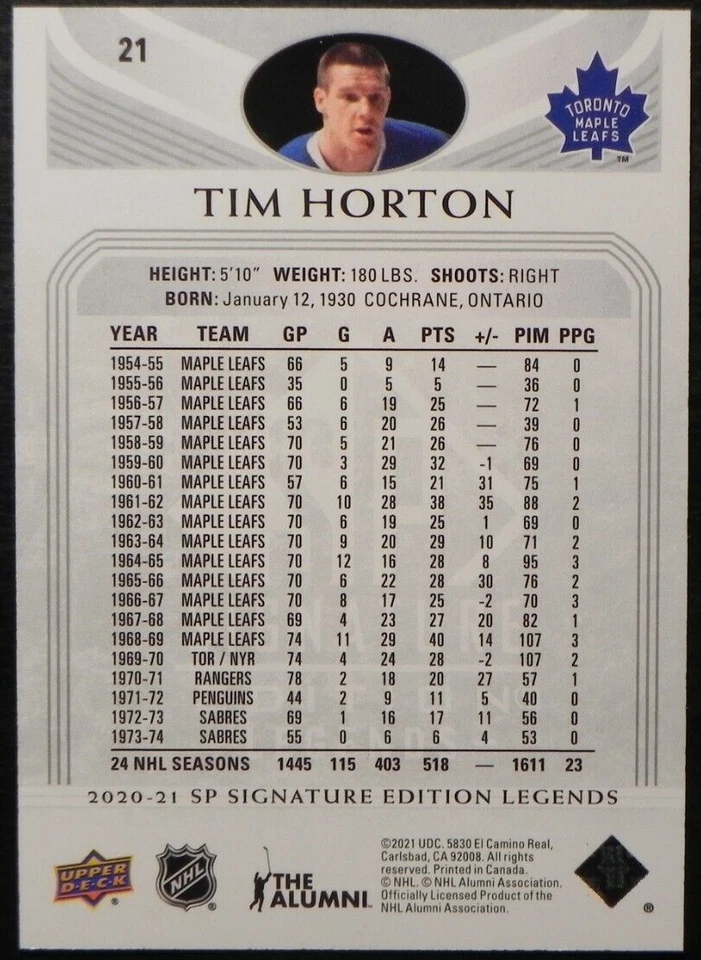 21
TORONTO
MAPLE
LEAFS
TM
TIM HORTON
HEIGHT: 5'10" WEIGHT: 180 LBS. SHOOTS: RIGHT
BORN: January 12, 1930 COCHRANE, ONTARIO
YEAR TEAM GP G A PTS +/- PIM PPG
1954-55 MAPLE LEAFS 66 5 9 14 — 84 0
1955-56 MAPLE LEAFS 35 0 5 5 — 36 0
1956-57 MAPLE LEAFS 66 6 19 25 — 72 1
1957-58 MAPLE LEAFS 53 6 20 26 — 39 0
1958-59 MAPLE LEAFS 70 5 21 26 — 76 0
1959-60 MAPLE LEAFS 70 3 29 32 -1 69 0
1960-61 MAPLE LEAFS 57 6 15 21 31 75 1
1961-62 MAPLE LEAFS 70 10 28 38 35 88 2
1962-63 MAPLE LEAFS 70 6 19 25 1 69 0
1963-64 MAPLE LEAFS 70 9 20 29 10 71 2
1964-65 MAPLE LEAFS 70 12 16 28 8 95 3
1965-66 MAPLE LEAFS 70 6 22 28 30 76 2
1966-67 MAPLE LEAFS 70 8 17 25 -2 70 3
1967-68 MAPLE LEAFS 69 4 23 27 20 82 1
1968-69 MAPLE LEAFS 74 11 29 40 14 107 3
1969-70 TOR / NYR 74 4 24 28 -2 107 2
1970-71 RANGERS 78 2 18 20 27 57 1
1971-72 PENGUINS 44 2 9 11 5 40 0
1972-73 SABRES 69 1 16 17 11 56 0
1973-74 SABRES 55 0 6 6 4 53 0
24 NHL SEASONS 1445 115 403 518 — 1611 23
2020-21 SP SIGNATURE EDITION LEGENDS
UPPER
D·E·C·K
®
NHL
®
THE
ALUMNI™
©2021 UDC. 5830 El Camino Real,
Carlsbad, CA 92008. All rights
reserved. Printed in Canada.
© NHL. © NHL Alumni Association.
Officially Licensed Product of the
NHL Alumni Association.
®